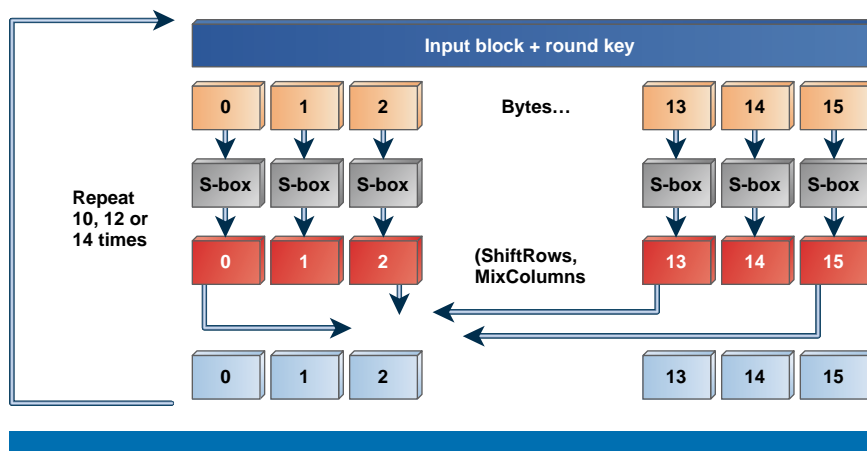 Input block + round key
0 1 2 Bytes… 13 14 15
S-box S-box S-box S-box S-box S-box
Repeat
10, 12 or
14 times
0 1 2 (ShiftRows, 13 14 15
MixColumns
0 1 2 13 14 15